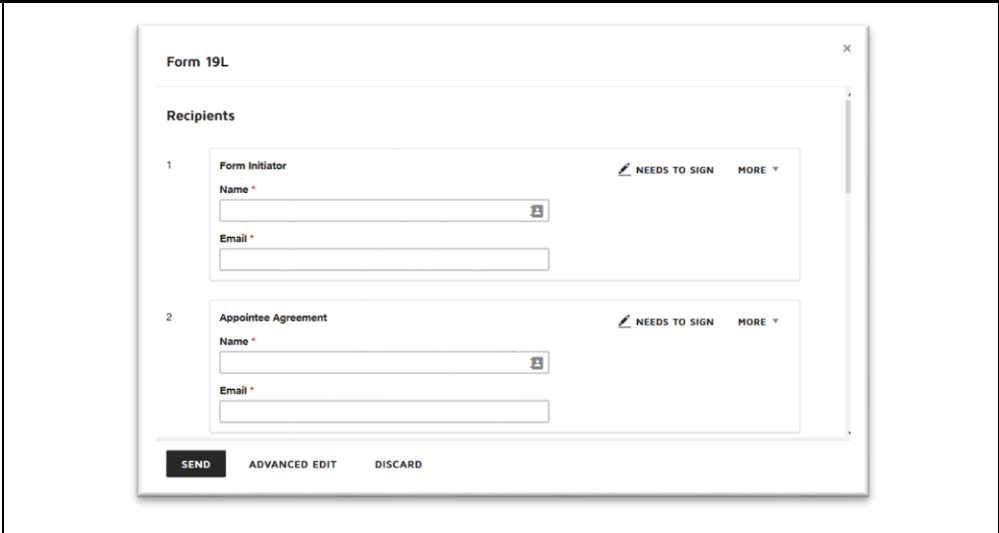 Form 19L
×
Recipients
1 Form Initiator NEEDS TO SIGN MORE ▼
Name *
Email *
2 Appointee Agreement NEEDS TO SIGN MORE ▼
Name *
Email *
SEND ADVANCED EDIT DISCARD